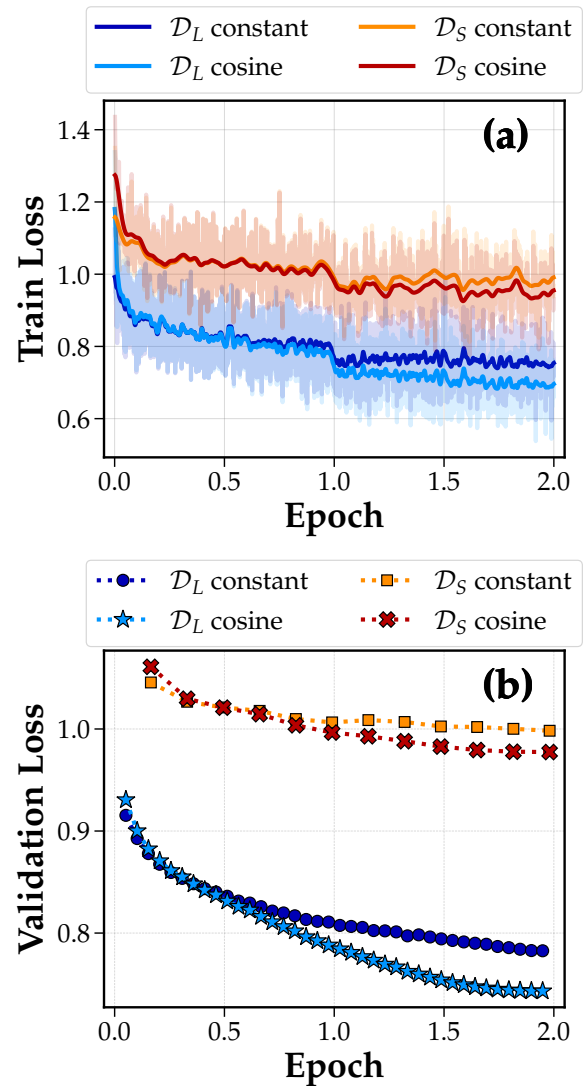 𝒟_L constant 𝒟_S constant
𝒟_L cosine 𝒟_S cosine
(a)
Train Loss
1.4
1.2
1.0
0.8
0.6
0.0 0.5 1.0 1.5 2.0
Epoch
𝒟_L constant 𝒟_S constant
𝒟_L cosine 𝒟_S cosine
(b)
Validation Loss
1.0
0.9
0.8
0.0 0.5 1.0 1.5 2.0
Epoch